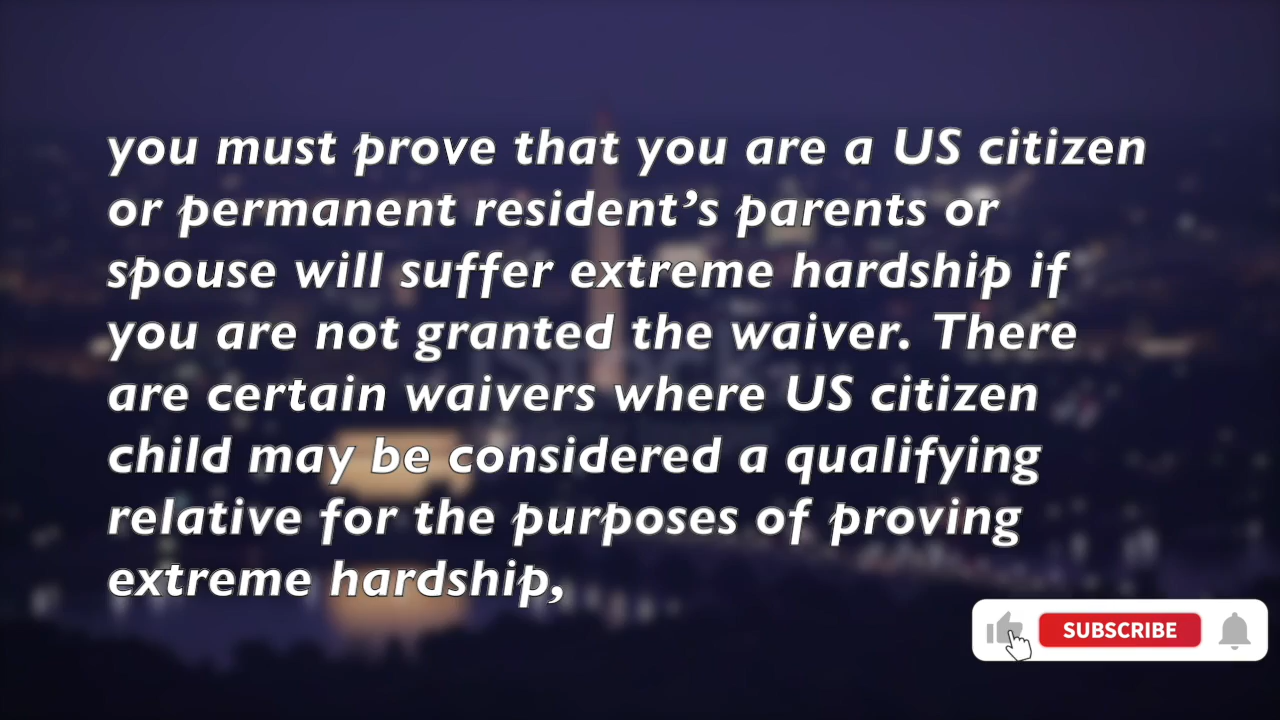 you must prove that you are a US citizen
or permanent resident’s parents or
spouse will suffer extreme hardship if
you are not granted the waiver. There
are certain waivers where US citizen
child may be considered a qualifying
relative for the purposes of proving
extreme hardship,
SUBSCRIBE